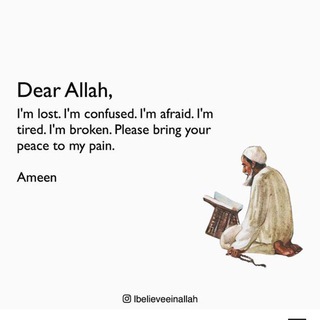 Dear Allah,
I'm lost. I'm confused. I'm afraid. I'm
tired. I'm broken. Please bring your
peace to my pain.
Ameen
Ibelieveeinallah